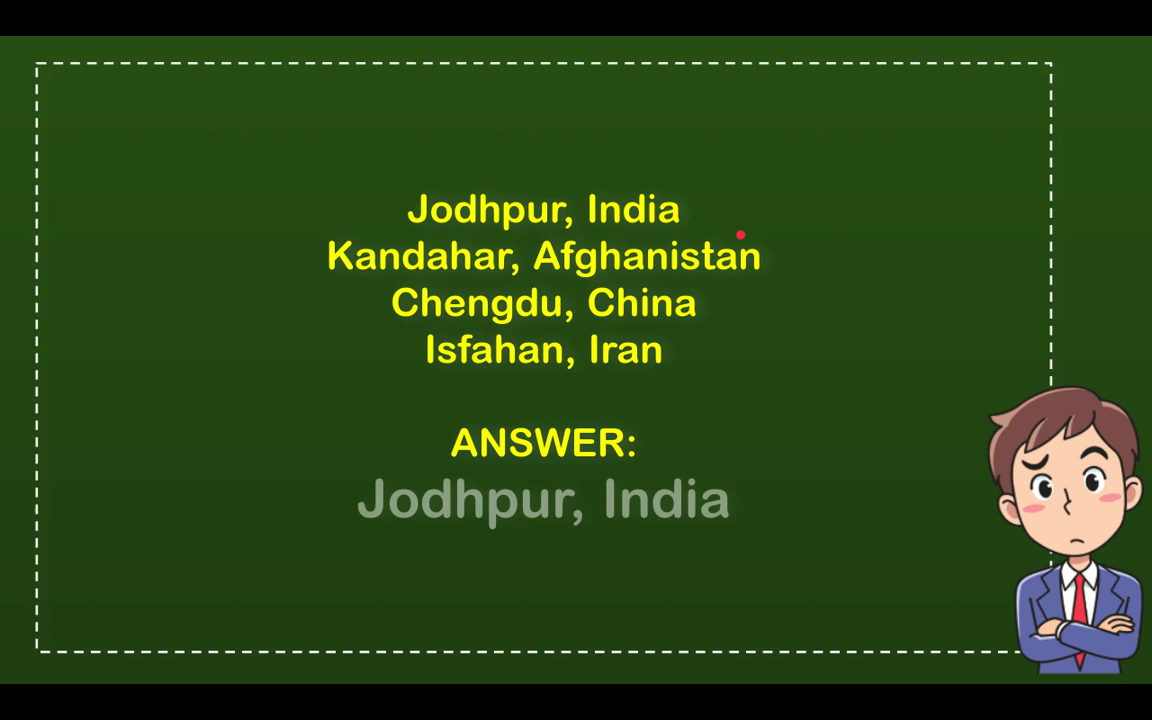 Jodhpur, India
Kandahar, Afghanistan
Chengdu, China
Isfahan, Iran
ANSWER:
Jodhpur, India